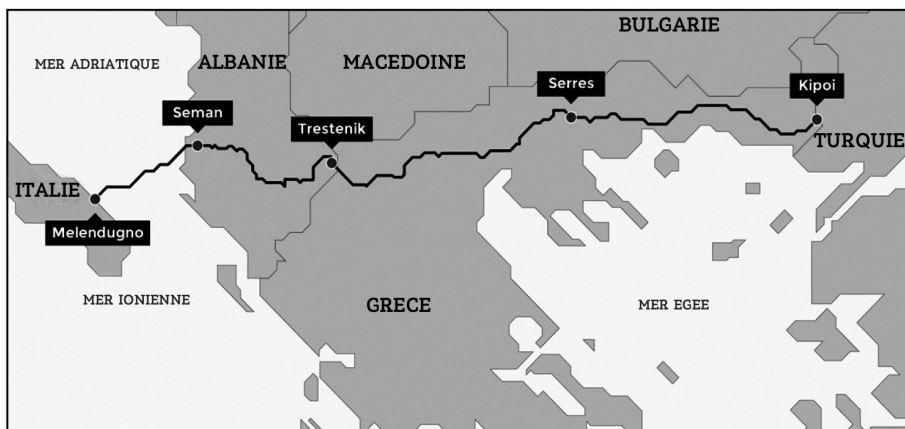 BULGARIE
MER ADRIATIQUE
ALBANIE
MACEDOINE
Serres
Kipoi
Seman
Trestenik
TURQUIE
ITALIE
Melendugno
MER IONIENNE
GRECE
MER EGEE